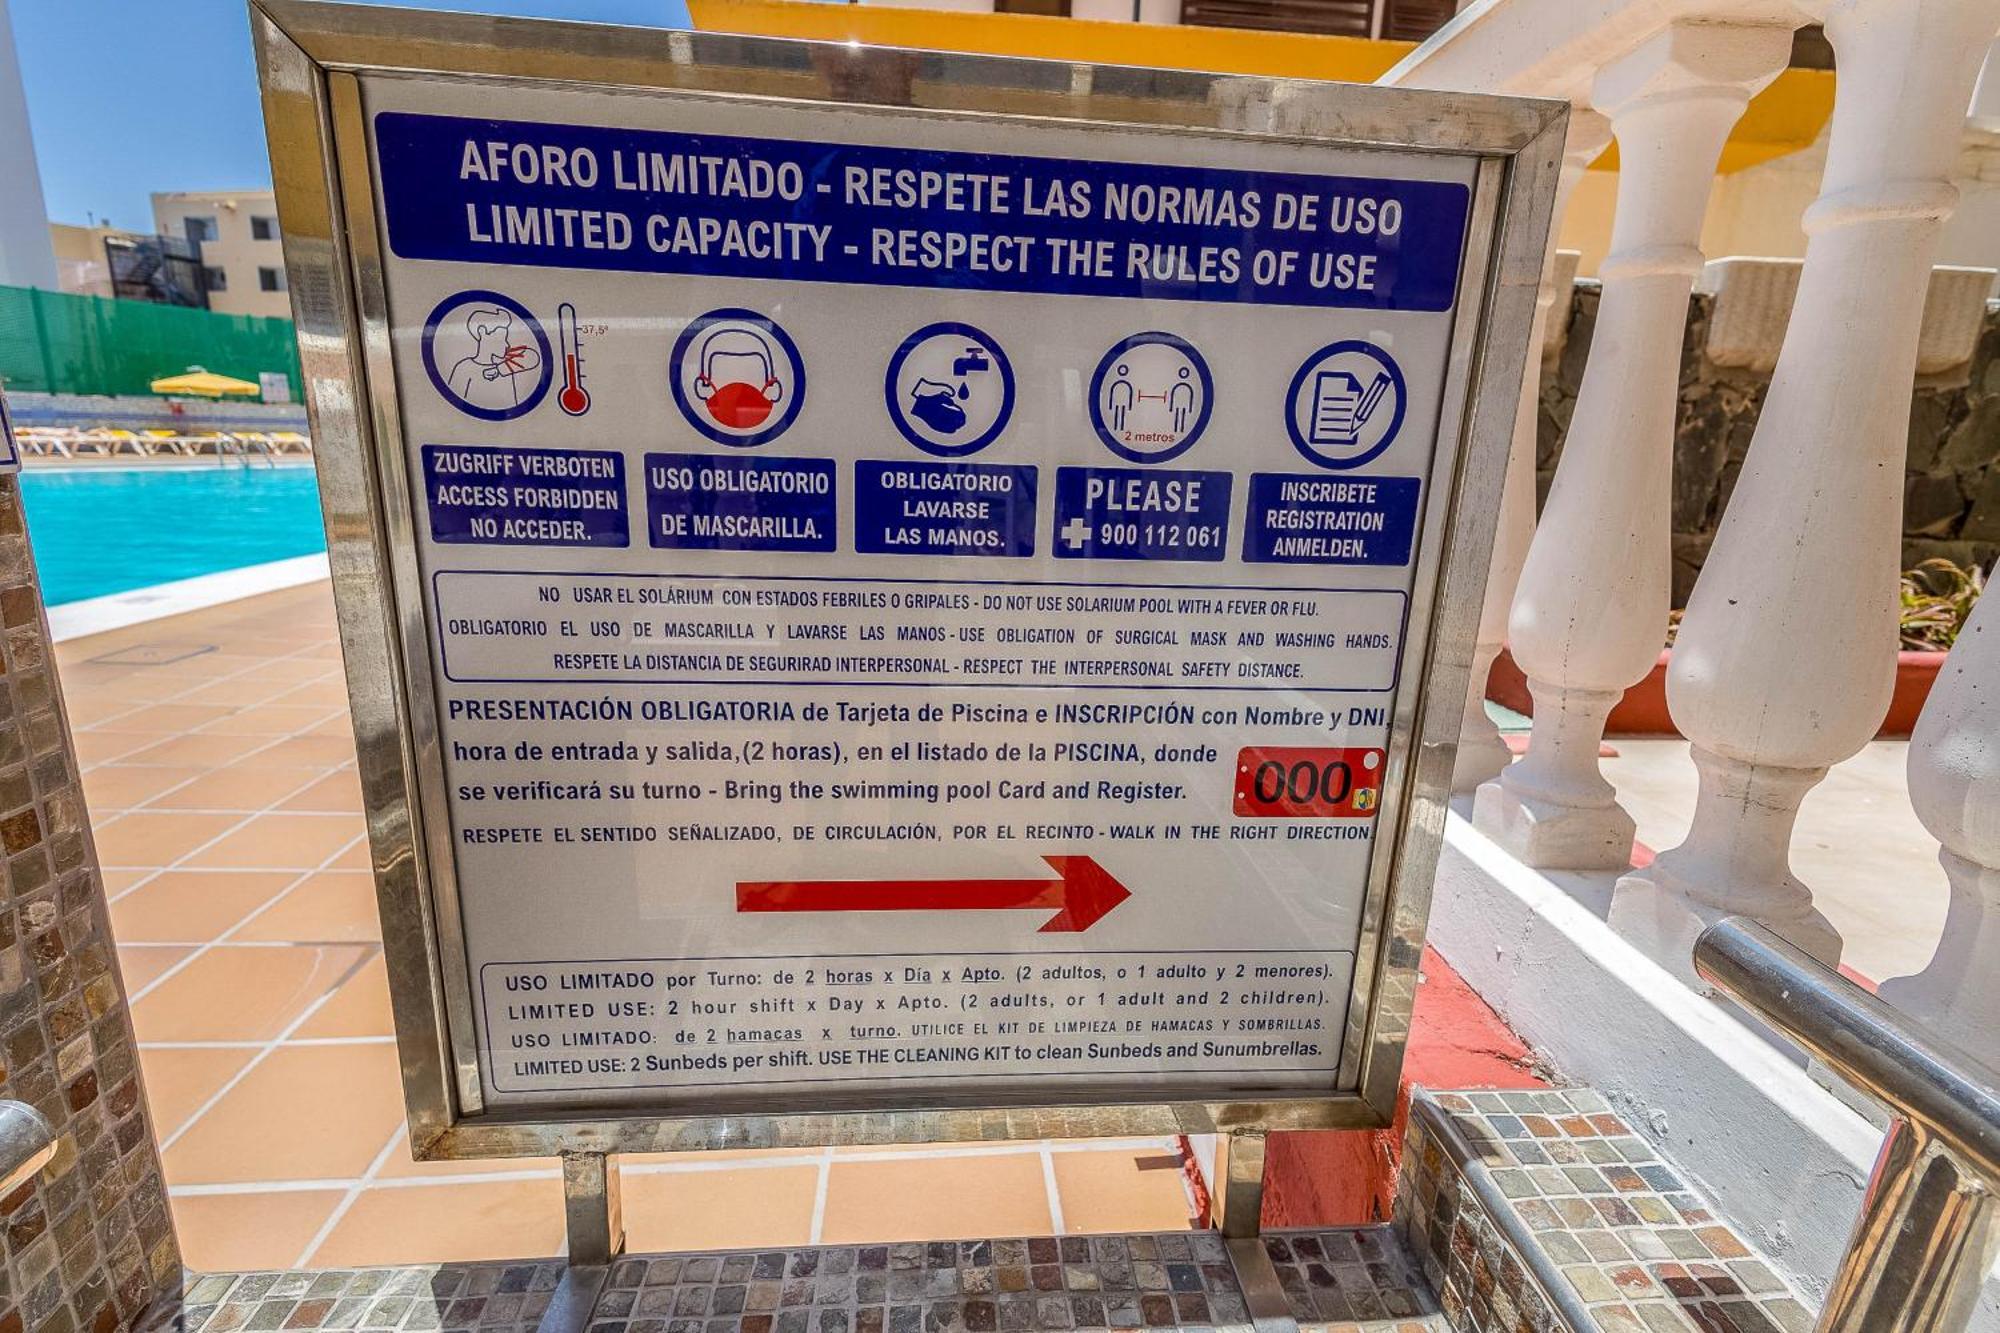 AFORO LIMITADO - RESPETE LAS NORMAS DE USO
LIMITED CAPACITY - RESPECT THE RULES OF USE
37,5º
2 metros
ZUGRIFF VERBOTEN
ACCESS FORBIDDEN
NO ACCEDER.
USO OBLIGATORIO
DE MASCARILLA.
OBLIGATORIO
LAVARSE
LAS MANOS.
PLEASE
900 112 061
INSCRIBETE
REGISTRATION
ANMELDEN.
NO USAR EL SOLÁRIUM CON ESTADOS FEBRILES O GRIPALES - DO NOT USE SOLARIUM POOL WITH A FEVER OR FLU.
OBLIGATORIO EL USO DE MASCARILLA Y LAVARSE LAS MANOS - USE OBLIGATION OF SURGICAL MASK AND WASHING HANDS.
RESPETE LA DISTANCIA DE SEGURIRAD INTERPERSONAL - RESPECT THE INTERPERSONAL SAFETY DISTANCE.
PRESENTACIÓN OBLIGATORIA de Tarjeta de Piscina e INSCRIPCIÓN con Nombre y DNI,
hora de entrada y salida,(2 horas), en el listado de la PISCINA, donde
se verificará su turno - Bring the swimming pool Card and Register.
000
RESPETE EL SENTIDO SEÑALIZADO, DE CIRCULACIÓN, POR EL RECINTO - WALK IN THE RIGHT DIRECTION.
USO LIMITADO por Turno: de 2 horas x Día x Apto. (2 adultos, o 1 adulto y 2 menores).
LIMITED USE: 2 hour shift x Day x Apto. (2 adults, or 1 adult and 2 children).
USO LIMITADO: de 2 hamacas x turno. UTILICE EL KIT DE LIMPIEZA DE HAMACAS Y SOMBRILLAS.
LIMITED USE: 2 Sunbeds per shift. USE THE CLEANING KIT to clean Sunbeds and Sunumbrellas.